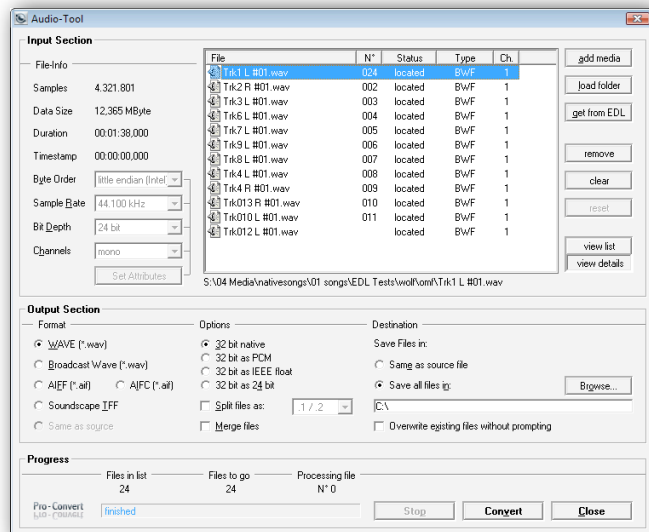 Audio-Tool
Input Section
File-Info
Samples 4.321.801
Data Size 12,365 MByte
Duration 00:01:38,000
Timestamp 00:00:00,000
Byte Order little endian (Intel)
Sample Rate 44.100 kHz
Bit Depth 24 bit
Channels mono
Set Attributes
File N° Status Type Ch.
Trk1 L #01.wav 024 located BWF 1
Trk2 R #01.wav 002 located BWF 1
Trk3 L #01.wav 003 located BWF 1
Trk6 L #01.wav 004 located BWF 1
Trk7 L #01.wav 005 located BWF 1
Trk9 L #01.wav 006 located BWF 1
Trk8 L #01.wav 007 located BWF 1
Trk4 L #01.wav 008 located BWF 1
Trk4 R #01.wav 009 located BWF 1
Trk013 R #01.wav 010 located BWF 1
Trk010 L #01.wav 011 located BWF 1
Trk012 L #01.wav located BWF 1
S:\04 Media\nativesongs\01 songs\EDL Tests\wolf\omf\Trk1 L #01.wav
add media
load folder
get from EDL
remove
clear
reset
view list
view details
Output Section
Format
WAVE (*.wav)
Broadcast Wave (*.wav)
AIFF (*.aif) AIFC (*.aif)
Soundscape TFF
Same as source
Options
32 bit native
32 bit as PCM
32 bit as IEEE float
32 bit as 24 bit
Split files as: .1 / .2
Merge files
Destination
Save Files in:
Same as source file
Save all files in: Browse...
C:\
Overwrite existing files without prompting
Progress
Files in list Files to go Processing file
24 24 N° 0
Pro-Convert finished Stop Convert Close